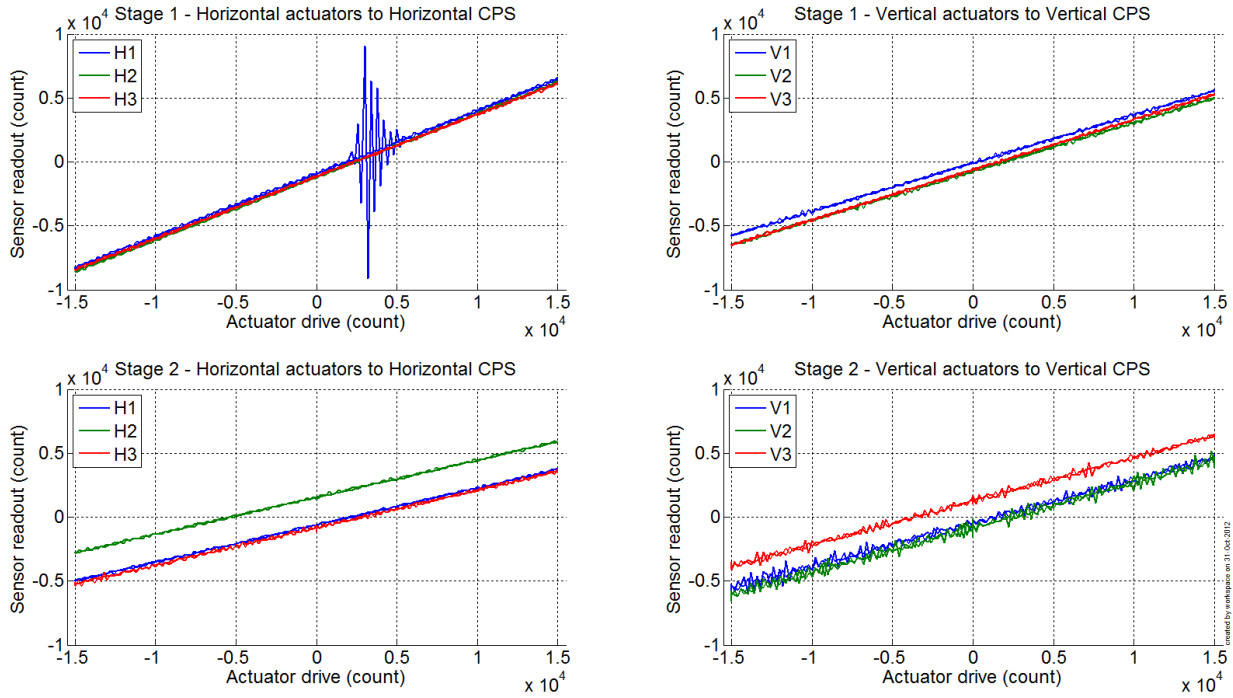 Stage 1 - Horizontal actuators to Horizontal CPS
x 10^4
1
0.5
0
-0.5
-1
Sensor readout (count)
H1
H2
H3
-1.5 -1 -0.5 0 0.5 1 1.5
Actuator drive (count)
x 10^4
Stage 1 - Vertical actuators to Vertical CPS
x 10^4
1
0.5
0
-0.5
-1
Sensor readout (count)
V1
V2
V3
-1.5 -1 -0.5 0 0.5 1 1.5
Actuator drive (count)
x 10^4
Stage 2 - Horizontal actuators to Horizontal CPS
x 10^4
1
0.5
0
-0.5
-1
Sensor readout (count)
H1
H2
H3
-1.5 -1 -0.5 0 0.5 1 1.5
Actuator drive (count)
x 10^4
Stage 2 - Vertical actuators to Vertical CPS
x 10^4
1
0.5
0
-0.5
-1
Sensor readout (count)
V1
V2
V3
-1.5 -1 -0.5 0 0.5 1 1.5
Actuator drive (count)
x 10^4
created by workspace on 31-Oct-2012